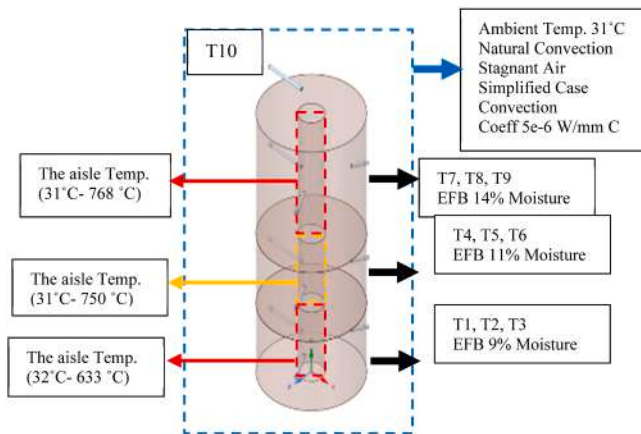 T10
Ambient Temp. 31°C
Natural Convection
Stagnant Air
Simplified Case
Convection
Coeff 5e-6 W/mm C
The aisle Temp.
(31˚C- 768 ˚C)
T7, T8, T9
EFB 14% Moisture
T4, T5, T6
EFB 11% Moisture
The aisle Temp.
(31˚C- 750 ˚C)
T1, T2, T3
EFB 9% Moisture
The aisle Temp.
(32˚C- 633 ˚C)